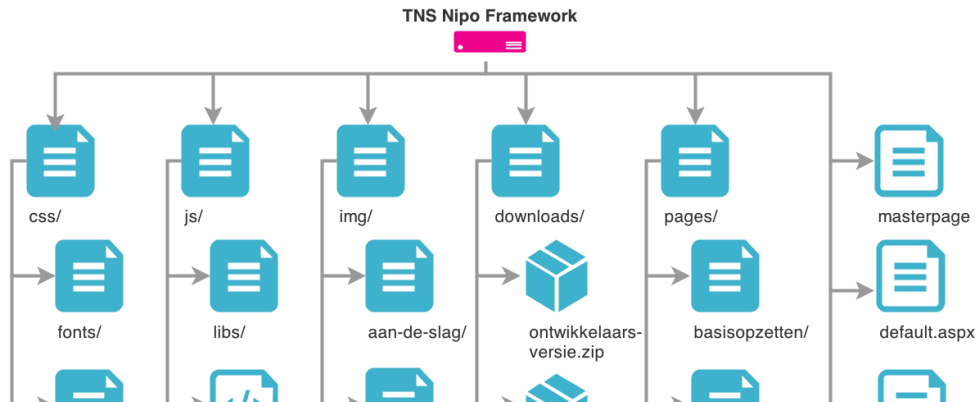 TNS Nipo Framework
css/
js/
img/
downloads/
pages/
masterpage
fonts/
libs/
aan-de-slag/
ontwikkelaars-
versie.zip
basisopzetten/
default.aspx